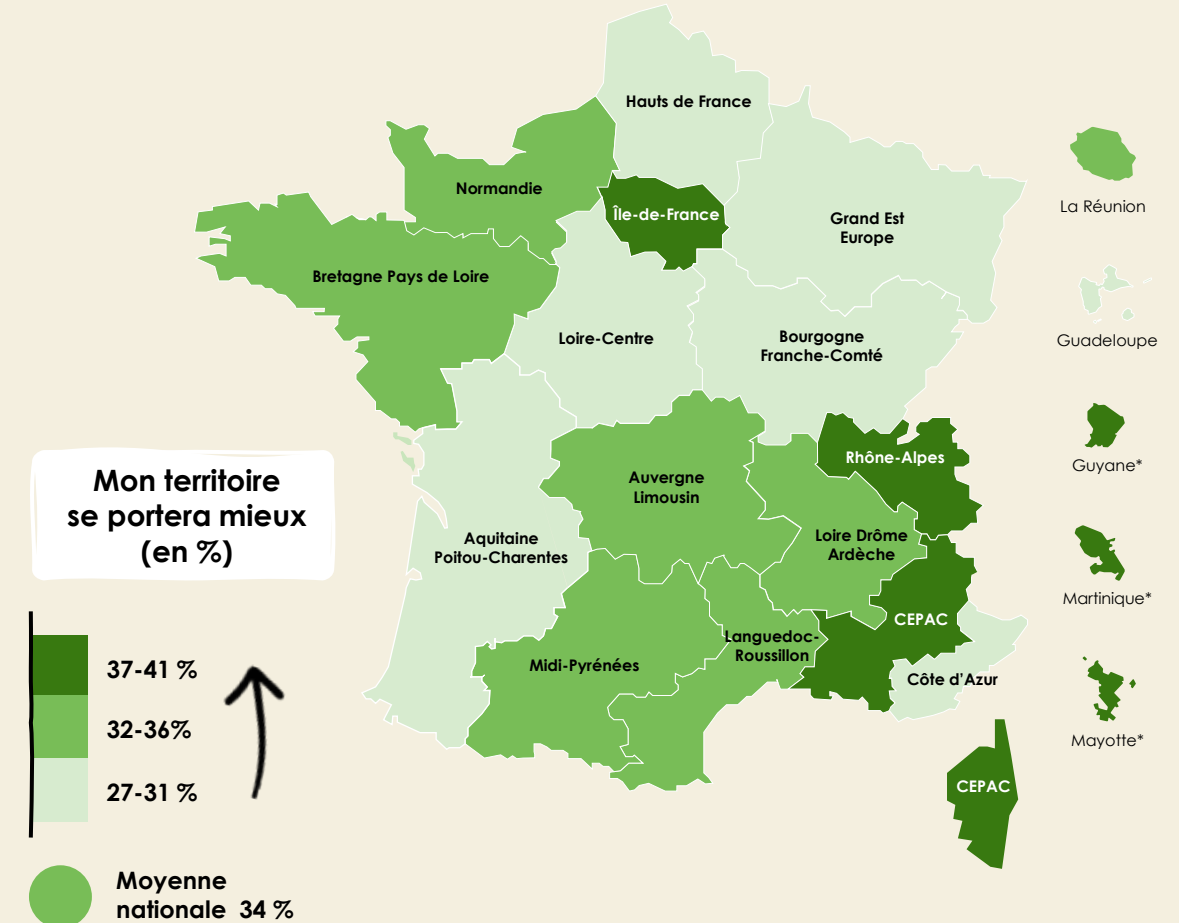 Hauts de France
Normandie
Île-de-France
Grand Est
Europe
La Réunion
Bretagne Pays de Loire
Loire-Centre
Bourgogne
Franche-Comté
Guadeloupe
Mon territoire
se portera mieux
(en %)
Auvergne
Limousin
Rhône-Alpes
Guyane*
Aquitaine
Poitou-Charentes
Loire Drôme
Ardèche
Martinique*
CEPAC
Languedoc-
Roussillon
Midi-Pyrénées
Côte d'Azur
Mayotte*
CEPAC
37-41 %
32-36%
27-31 %
Moyenne
nationale 34 %